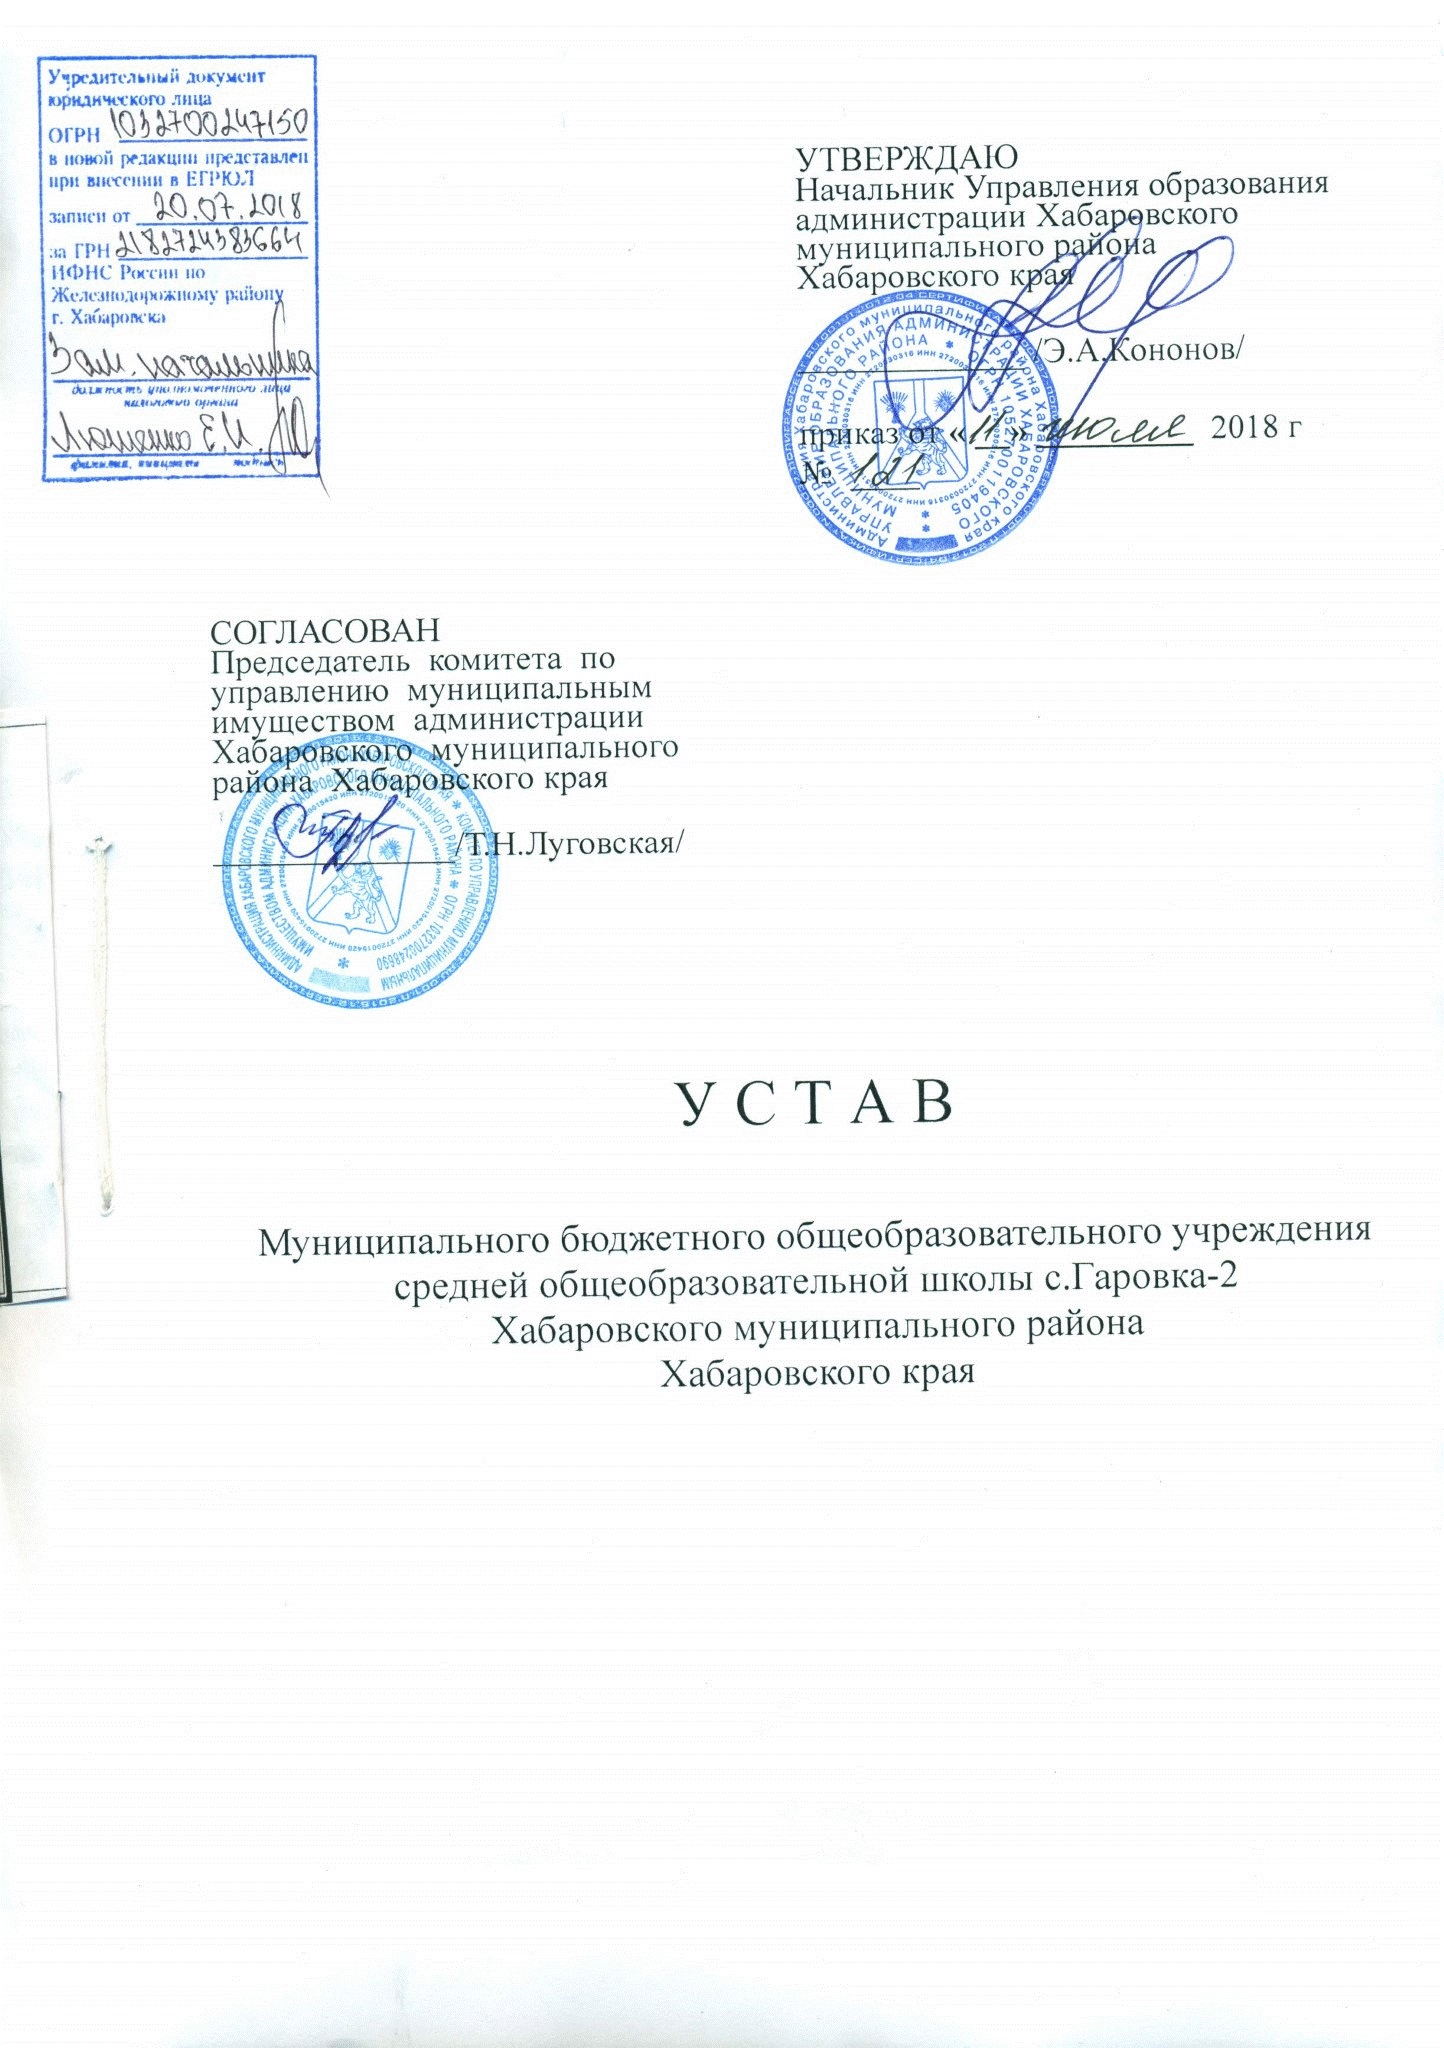 Учредительный документ
юридического лица
ОГРН 1032700247150
в новой редакции представлен
при внесении в ЕГРЮЛ
записи от 20.07.2018
за ГРН 2182724383664
ИФНС России по
Железнодорожному району
г. Хабаровска
Зам. начальника
должность уполномоченного лица
налогового органа
Е.И.
фамилия, инициалы подпись
УТВЕРЖДАЮ
Начальник Управления образования
администрации Хабаровского
муниципального района
Хабаровского края
/Э.А.Кононов/
приказ от «11» июля 2018 г
№ 121
СОГЛАСОВАН
Председатель комитета по
управлению муниципальным
имуществом администрации
Хабаровского муниципального
района Хабаровского края
/Т.Н.Луговская/
У С Т А В
Муниципального бюджетного общеобразовательного учреждения
средней общеобразовательной школы с.Гаровка-2
Хабаровского муниципального района
Хабаровского края